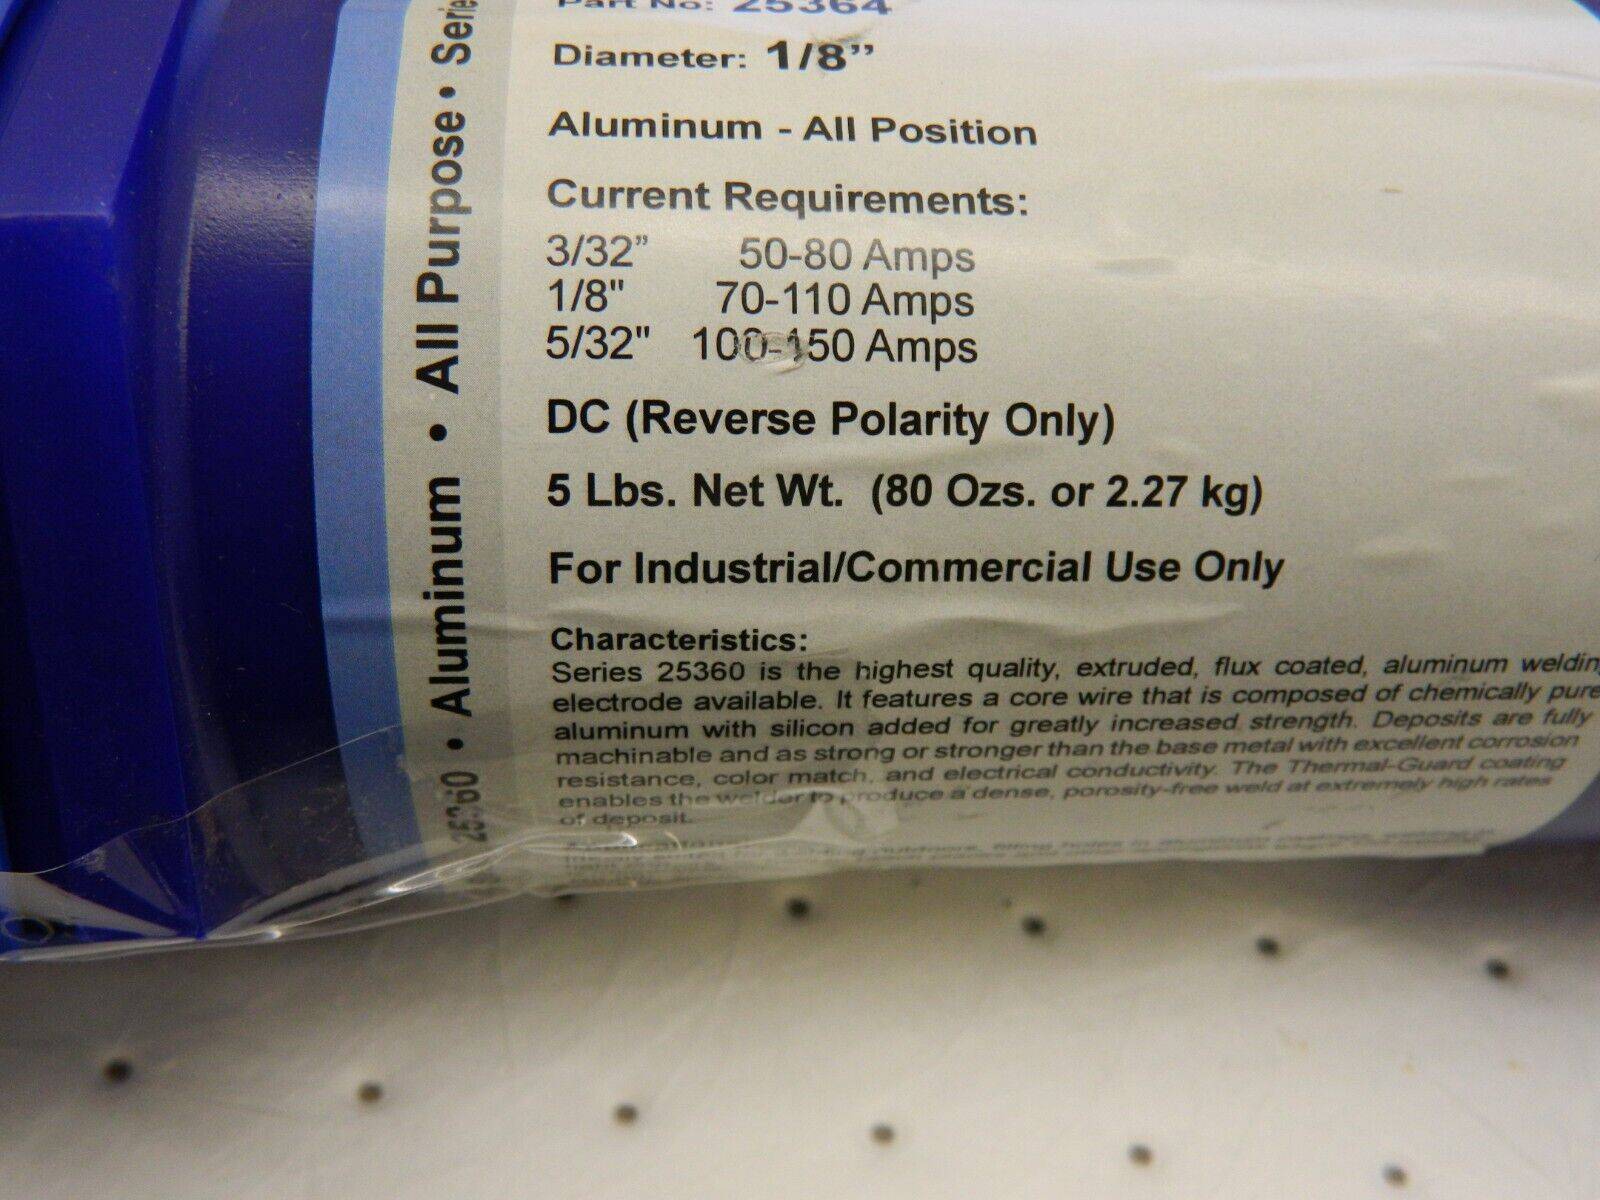 Part No: 25364
Diameter: 1/8”
Aluminum - All Position
Current Requirements:
3/32” 50-80 Amps
1/8" 70-110 Amps
5/32" 100-150 Amps
DC (Reverse Polarity Only)
5 Lbs. Net Wt. (80 Ozs. or 2.27 kg)
For Industrial/Commercial Use Only
Characteristics:
Series 25360 is the highest quality, extruded, flux coated, aluminum weldin
electrode available. It features a core wire that is composed of chemically pure
aluminum with silicon added for greatly increased strength. Deposits are fully
machinable and as strong or stronger than the base metal with excellent corrosion
resistance, color match, and electrical conductivity. The Thermal-Guard coating
enables the welder to produce a dense, porosity-free weld at extremely high rates
of deposit.
25360 • Aluminum • All Purpose • Serie